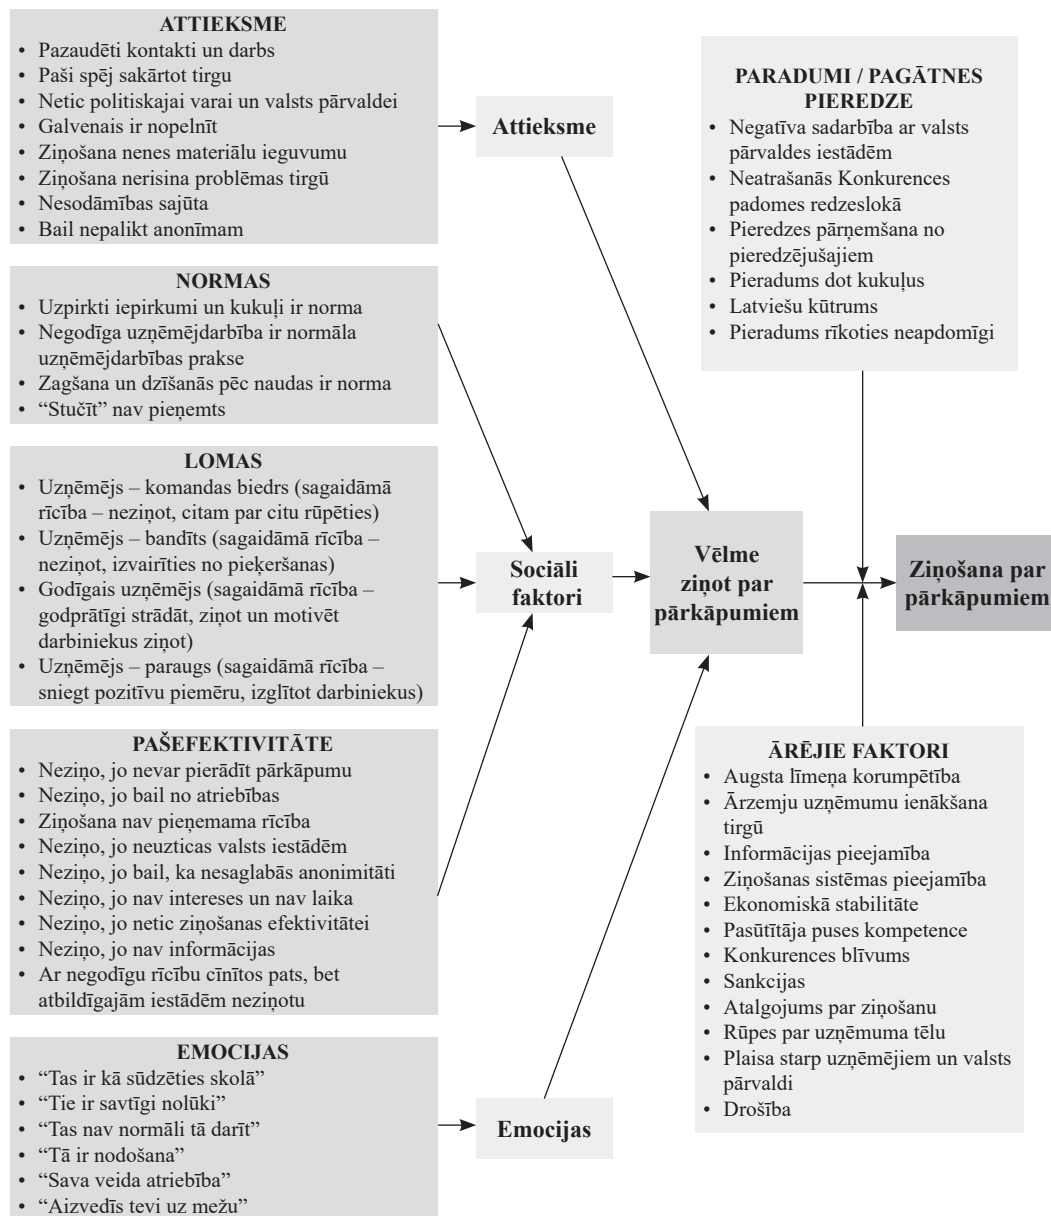 ATTIEKSME
• Pazaudēti kontakti un darbs
• Paši spēj sakārtot tirgu
• Netic politiskajai varai un valsts pārvaldei
• Galvenais ir nopelnīt
• Ziņošana nenes materiālu ieguvumu
• Ziņošana nerisina problēmas tirgū
• Nesodāmības sajūta
• Bail nepalikt anonīmam
NORMAS
• Uzpirkti iepirkumi un kukuļi ir norma
• Negodīga uzņēmējdarbība ir normāla
uzņēmējdarbības prakse
• Zagšana un dzīšanās pēc naudas ir norma
• “Stučīt” nav pieņemts
LOMAS
• Uzņēmējs – komandas biedrs (sagaidāmā
rīcība – neziņot, citam par citu rūpēties)
• Uzņēmējs – bandīts (sagaidāmā rīcība –
neziņot, izvairīties no pieķeršanas)
• Godīgais uzņēmējs (sagaidāmā rīcība –
godprātīgi strādāt, ziņot un motivēt
darbiniekus ziņot)
• Uzņēmējs – paraugs (sagaidāmā rīcība –
sniegt pozitīvu piemēru, izglītot darbiniekus)
PAŠEFEKTIVITĀTE
• Neziņo, jo nevar pierādīt pārkāpumu
• Neziņo, jo bail no atriebības
• Ziņošana nav pieņemama rīcība
• Neziņo, jo neuzticas valsts iestādēm
• Neziņo, jo bail, ka nesaglabās anonimitāti
• Neziņo, jo nav intereses un nav laika
• Neziņo, jo netic ziņošanas efektivitātei
• Neziņo, jo nav informācijas
• Ar negodīgu rīcību cīnītos pats, bet
atbildīgajām iestādēm neziņotu
EMOCIJAS
• “Tas ir kā sūdzēties skolā”
• “Tie ir savtīgi nolūki”
• “Tas nav normāli tā darīt”
• “Tā ir nodošana”
• “Sava veida atriebība”
• “Aizvedīs tevi uz mežu”
Attieksme
Sociāli
faktori
Emocijas
Vēlme
ziņot par
pārkāpumiem
PARADUMI / PAGĀTNES
PIEREDZE
• Negatīva sadarbība ar valsts
pārvaldes iestādēm
• Neatrašanās Konkurences
padomes redzeslokā
• Pieredzes pārņemšana no
pieredzējušajiem
• Pieradums dot kukuļus
• Latviešu kūtrums
• Pieradums rīkoties neapdomīgi
Ziņošana par
pārkāpumiem
ĀRĒJIE FAKTORI
• Augsta līmeņa korumpētība
• Ārzemju uzņēmumu ienākšana
tirgū
• Informācijas pieejamība
• Ziņošanas sistēmas pieejamība
• Ekonomiskā stabilitāte
• Pasūtītāja puses kompetence
• Konkurences blīvums
• Sankcijas
• Atalgojums par ziņošanu
• Rūpes par uzņēmuma tēlu
• Plaisa starp uzņēmējiem un valsts
pārvaldi
• Drošība